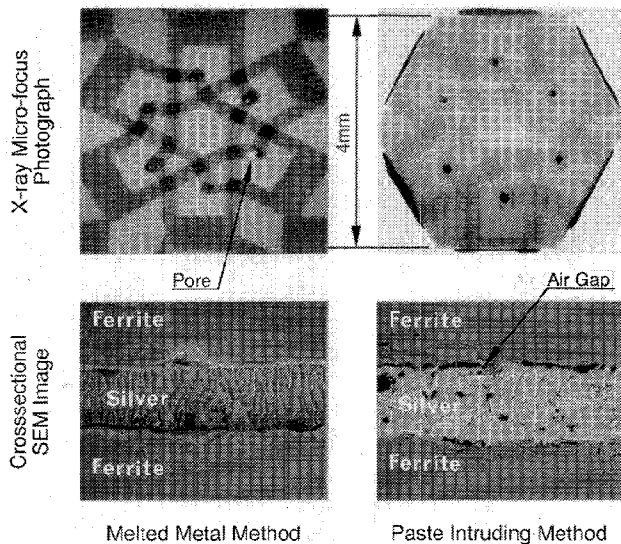 X-ray Micro-focus
Photograph
4mm
Pore
Air Gap
Crosssectional
SEM Image
Ferrite
Silver
Ferrite
Ferrite
Silver
Ferrite
Melted Metal Method
Paste Intruding Method